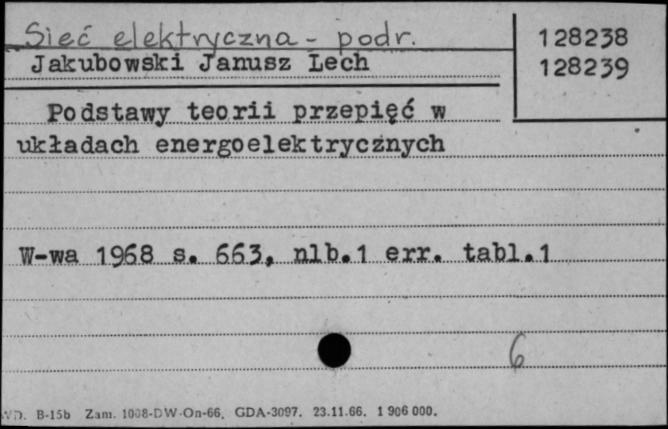 Sieć elektryczna - podr.
128238
Jakubowski Janusz Lech
128239
Podstawy teorii przepięć w
układach energoelektrycznych
W-wa 1968 s. 663, nlb.1 err. tabl.1
6
B-15b Zam. 1008-DW-On-66. GDA-3097. 23.11.66. 1 906 000.